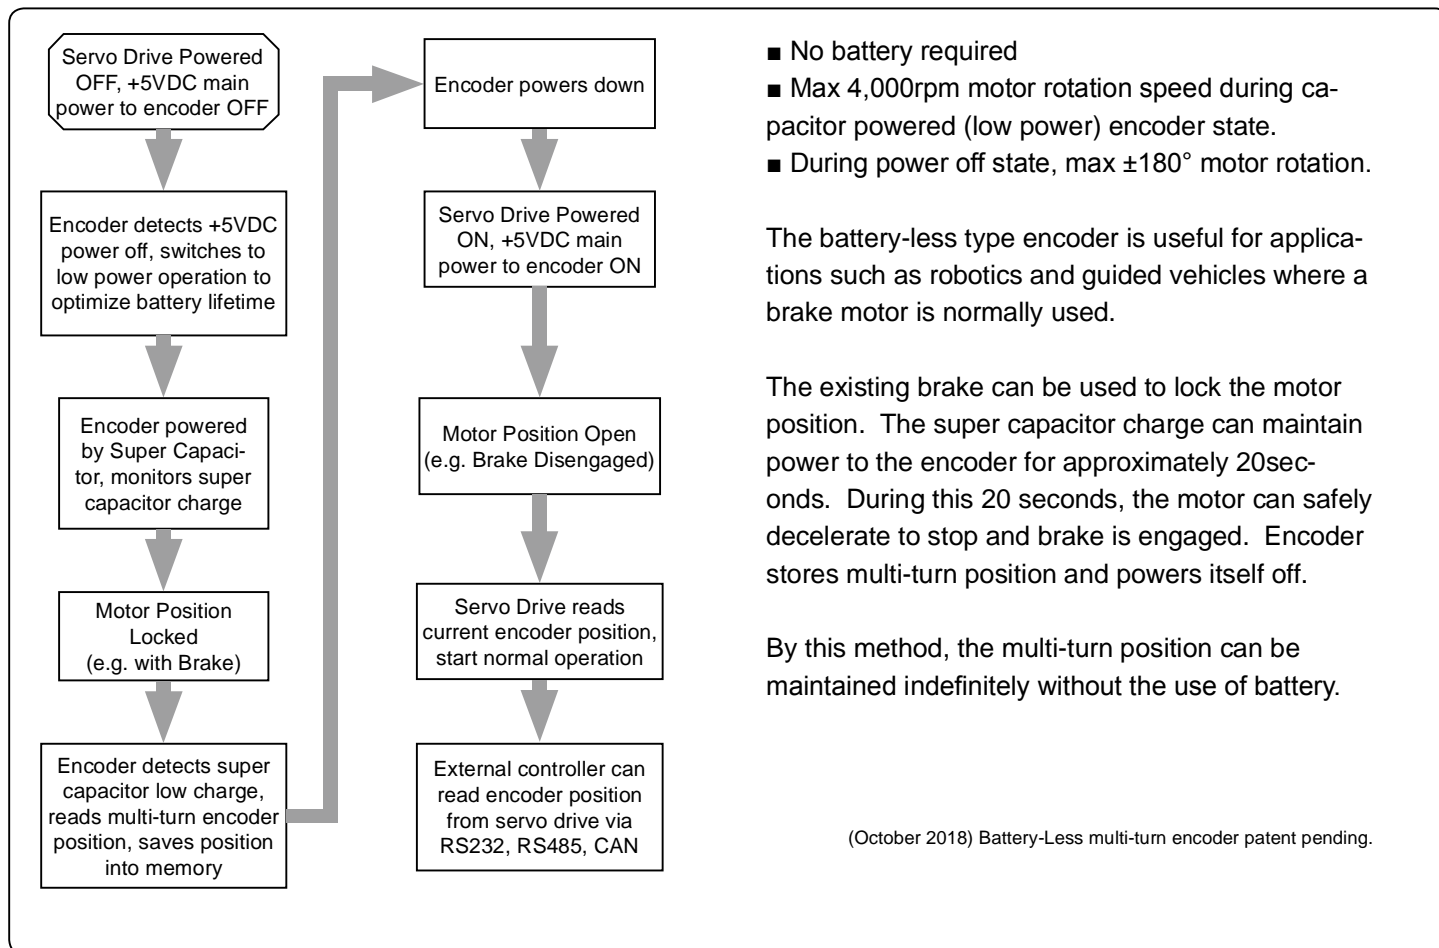 Servo Drive Powered
OFF, +5VDC main
power to encoder OFF
Encoder detects +5VDC
power off, switches to
low power operation to
optimize battery lifetime
Encoder powered
by Super Capaci-
tor, monitors super
capacitor charge
Motor Position
Locked
(e.g. with Brake)
Encoder detects super
capacitor low charge,
reads multi-turn encoder
position, saves position
into memory
Encoder powers down
Servo Drive Powered
ON, +5VDC main
power to encoder ON
Motor Position Open
(e.g. Brake Disengaged)
Servo Drive reads
current encoder position,
start normal operation
External controller can
read encoder position
from servo drive via
RS232, RS485, CAN
■ No battery required
■ Max 4,000rpm motor rotation speed during ca-
pacitor powered (low power) encoder state.
■ During power off state, max ±180° motor rotation.
The battery-less type encoder is useful for applica-
tions such as robotics and guided vehicles where a
brake motor is normally used.
The existing brake can be used to lock the motor
position.  The super capacitor charge can maintain
power to the encoder for approximately 20sec-
onds.  During this 20 seconds, the motor can safely
decelerate to stop and brake is engaged.  Encoder
stores multi-turn position and powers itself off.
By this method, the multi-turn position can be
maintained indefinitely without the use of battery.
(October 2018) Battery-Less multi-turn encoder patent pending.